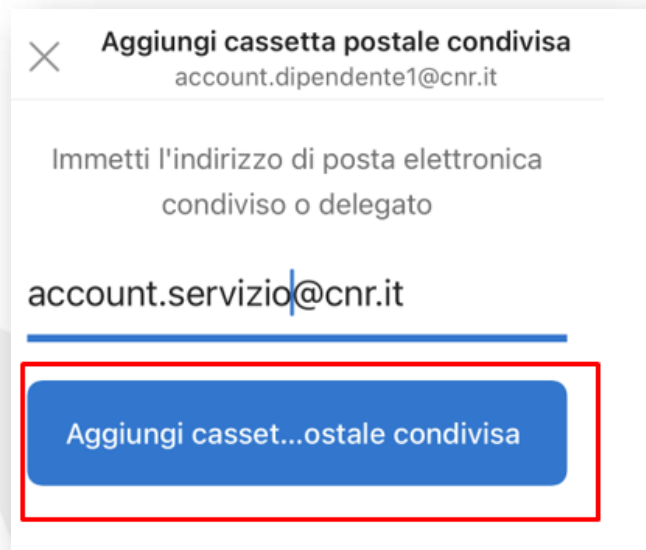 Aggiungi cassetta postale condivisa
account.dipendente1@cnr.it
Immetti l'indirizzo di posta elettronica
condiviso o delegato
account.servizio@cnr.it
Aggiungi casset...ostale condivisa